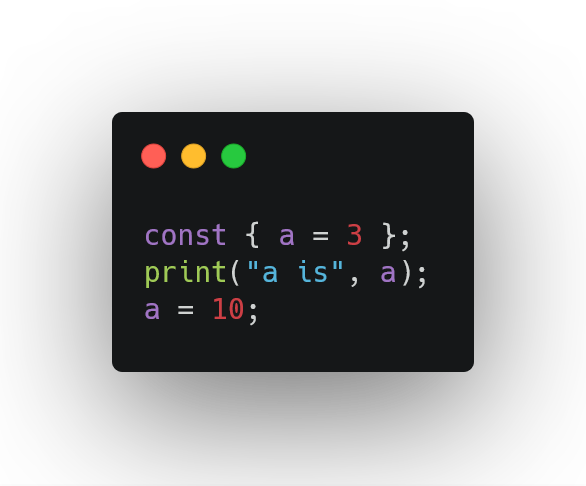 const { a = 3 };
print("a is", a);
a = 10;